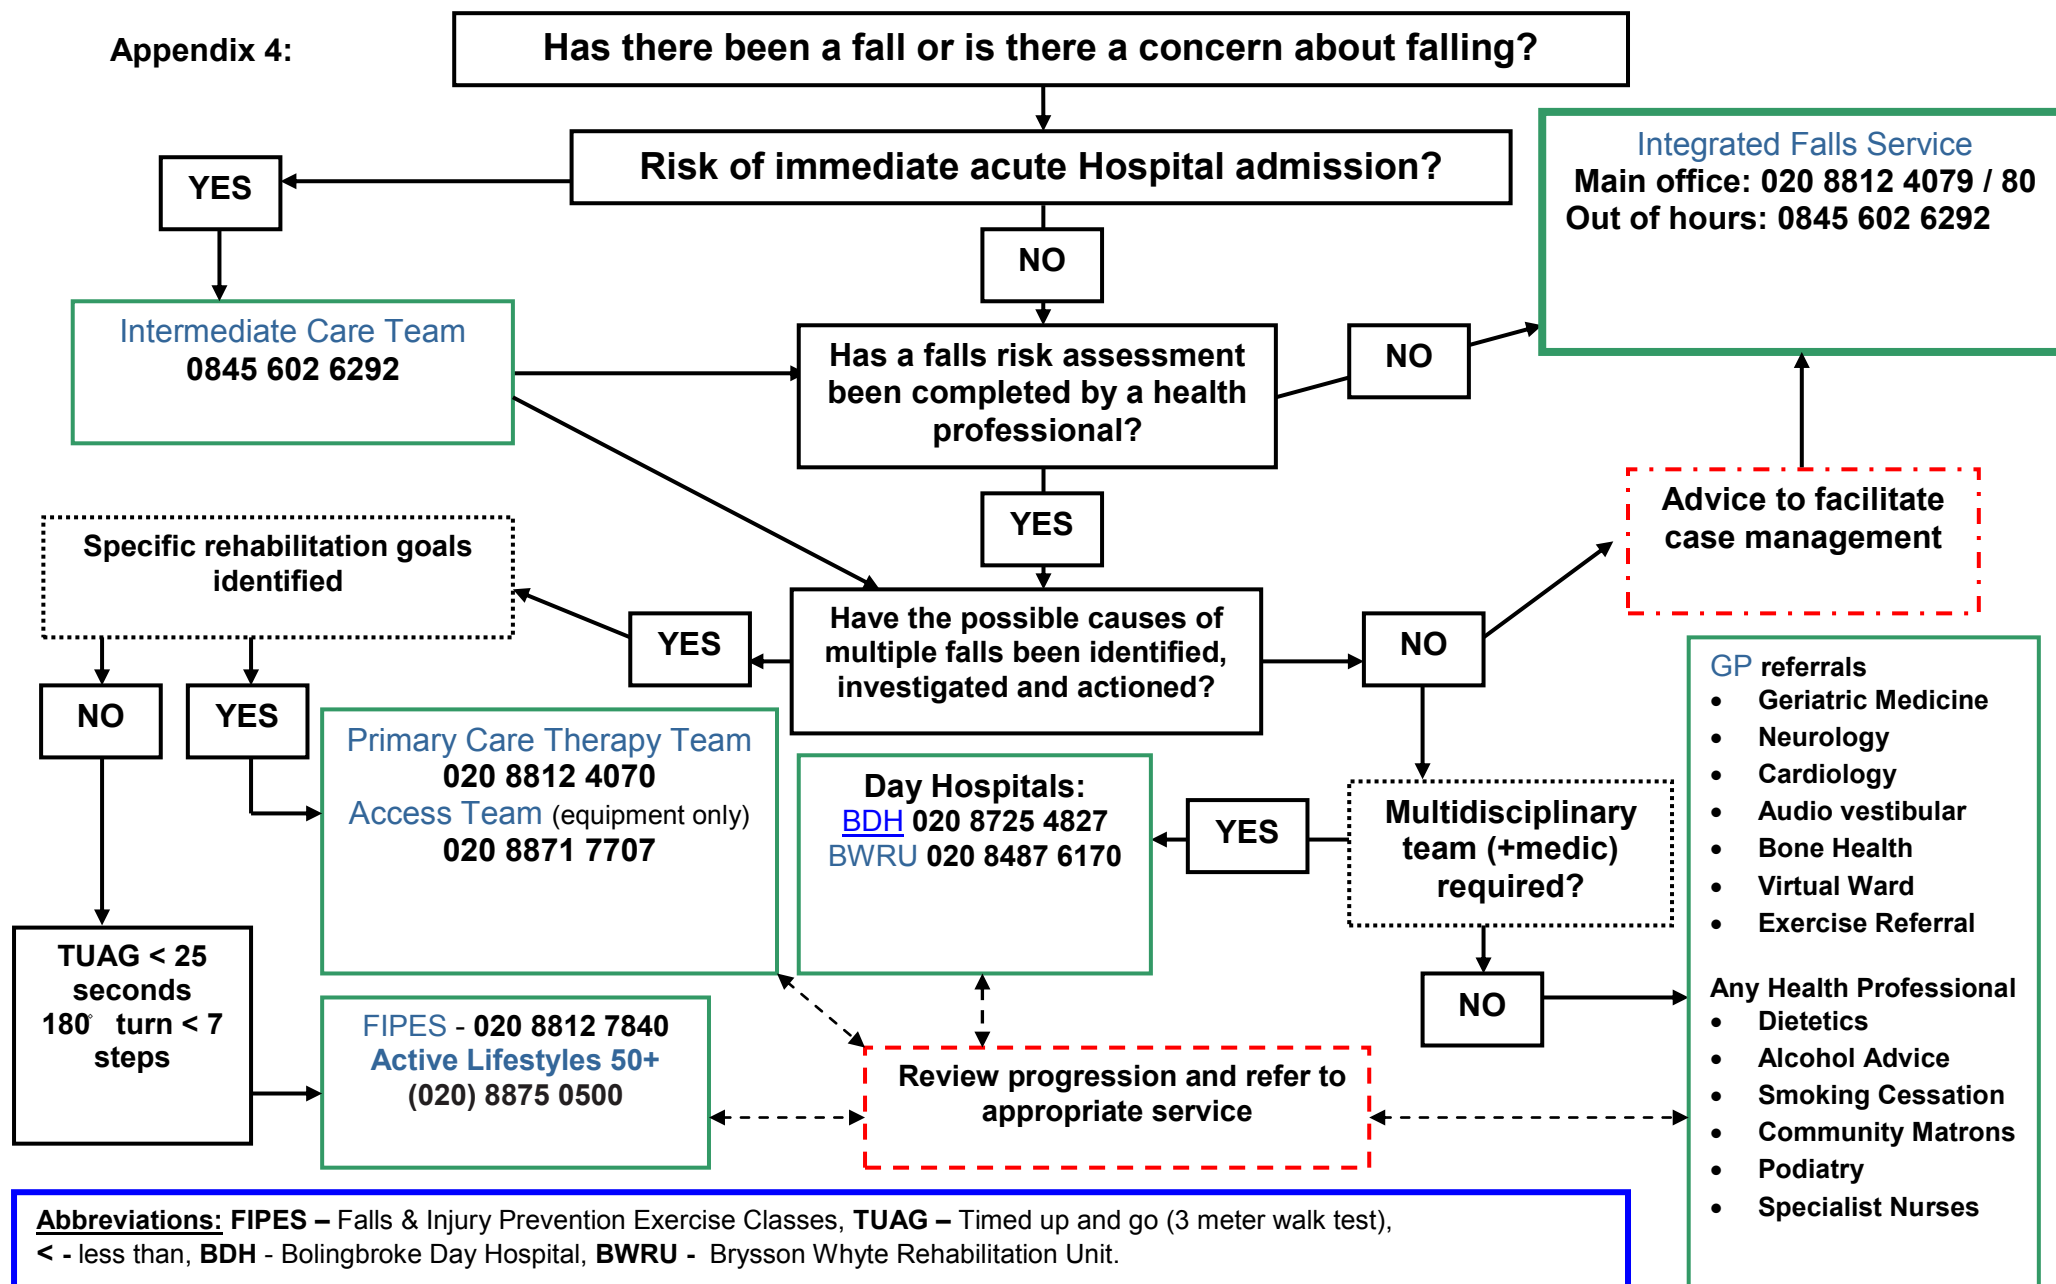 Appendix 4:
Has there been a fall or is there a concern about falling?
Risk of immediate acute Hospital admission?
YES
NO
Integrated Falls Service
Main office: 020 8812 4079 / 80
Out of hours: 0845 602 6292
Intermediate Care Team
0845 602 6292
Has a falls risk assessment
been completed by a health
professional?
NO
YES
Advice to facilitate
case management
Specific rehabilitation goals
identified
YES
Have the possible causes of
multiple falls been identified,
investigated and actioned?
NO
NO
YES
Primary Care Therapy Team
020 8812 4070
Access Team (equipment only)
020 8871 7707
Day Hospitals:
BDH 020 8725 4827
BWRU 020 8487 6170
YES
Multidisciplinary
team (+medic)
required?
NO
GP referrals
• Geriatric Medicine
• Neurology
• Cardiology
• Audio vestibular
• Bone Health
• Virtual Ward
• Exercise Referral
Any Health Professional
• Dietetics
• Alcohol Advice
• Smoking Cessation
• Community Matrons
• Podiatry
• Specialist Nurses
TUAG < 25
seconds
180° turn < 7
steps
FIPES - 020 8812 7840
Active Lifestyles 50+
(020) 8875 0500
Review progression and refer to
appropriate service
Abbreviations: FIPES – Falls & Injury Prevention Exercise Classes, TUAG – Timed up and go (3 meter walk test),
< - less than, BDH - Bolingbroke Day Hospital, BWRU - Brysson Whyte Rehabilitation Unit.